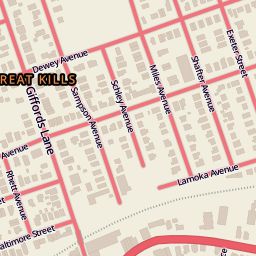 Dewey Avenue
Exeter Street
REAT KILLS
Sampson Avenue
Schley Avenue
Miles Avenue
Shafter Avenue
Giffords Lane
Avenue
Rhett Avenue
Lamoka Avenue
altimore Street